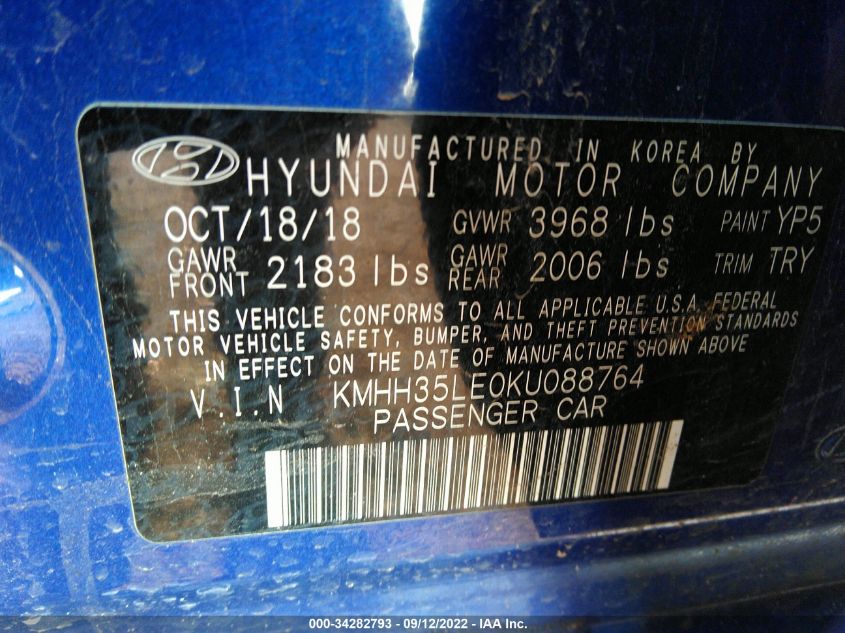 MANUFACTURED IN KOREA BY
HYUNDAI MOTOR COMPANY
OCT/18/18 GVWR 3968 lbs PAINT YP5
GAWR FRONT 2183 lbs GAWR REAR 2006 lbs TRIM TRY
THIS VEHICLE CONFORMS TO ALL APPLICABLE U.S.A. FEDERAL
MOTOR VEHICLE SAFETY, BUMPER, AND THEFT PREVENTION STANDARDS
IN EFFECT ON THE DATE OF MANUFACTURE SHOWN ABOVE
V.I.N KMHH35LE0KU088764
PASSENGER CAR
000-34282793 - 09/12/2022 - IAA Inc.